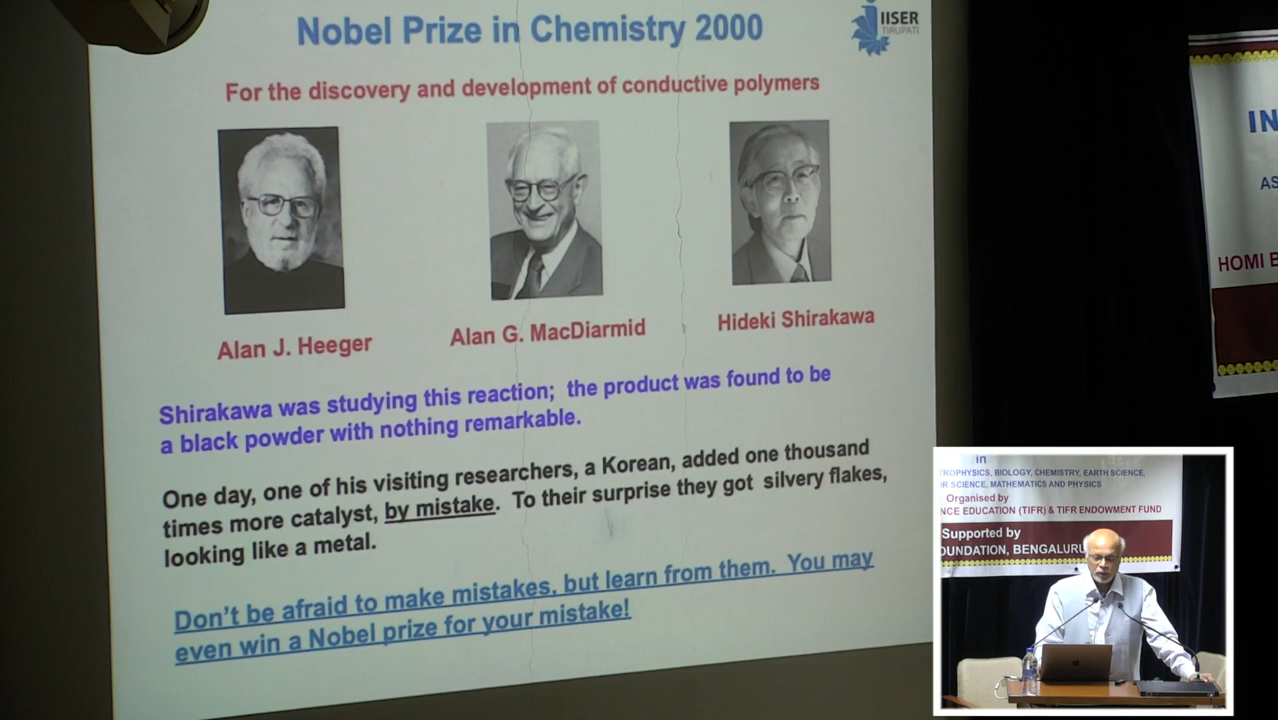 Nobel Prize in Chemistry 2000
IISER
TIRUPATI
For the discovery and development of conductive polymers
Alan J. Heeger
Alan G. MacDiarmid
Hideki Shirakawa
Shirakawa was studying this reaction; the product was found to be
a black powder with nothing remarkable.
One day, one of his visiting researchers, a Korean, added one thousand
times more catalyst, by mistake. To their surprise they got silvery flakes,
looking like a metal.
Don't be afraid to make mistakes, but learn from them. You may
even win a Nobel prize for your mistake!
IN
AS
HOMI B
in
TROPHYSICS, BIOLOGY, CHEMISTRY, EARTH SCIENCE,
R SCIENCE, MATHEMATICS AND PHYSICS
Organised by
NCE EDUCATION (TIFR) & TIFR ENDOWMENT FUND
Supported by
OUNDATION, BENGALURU